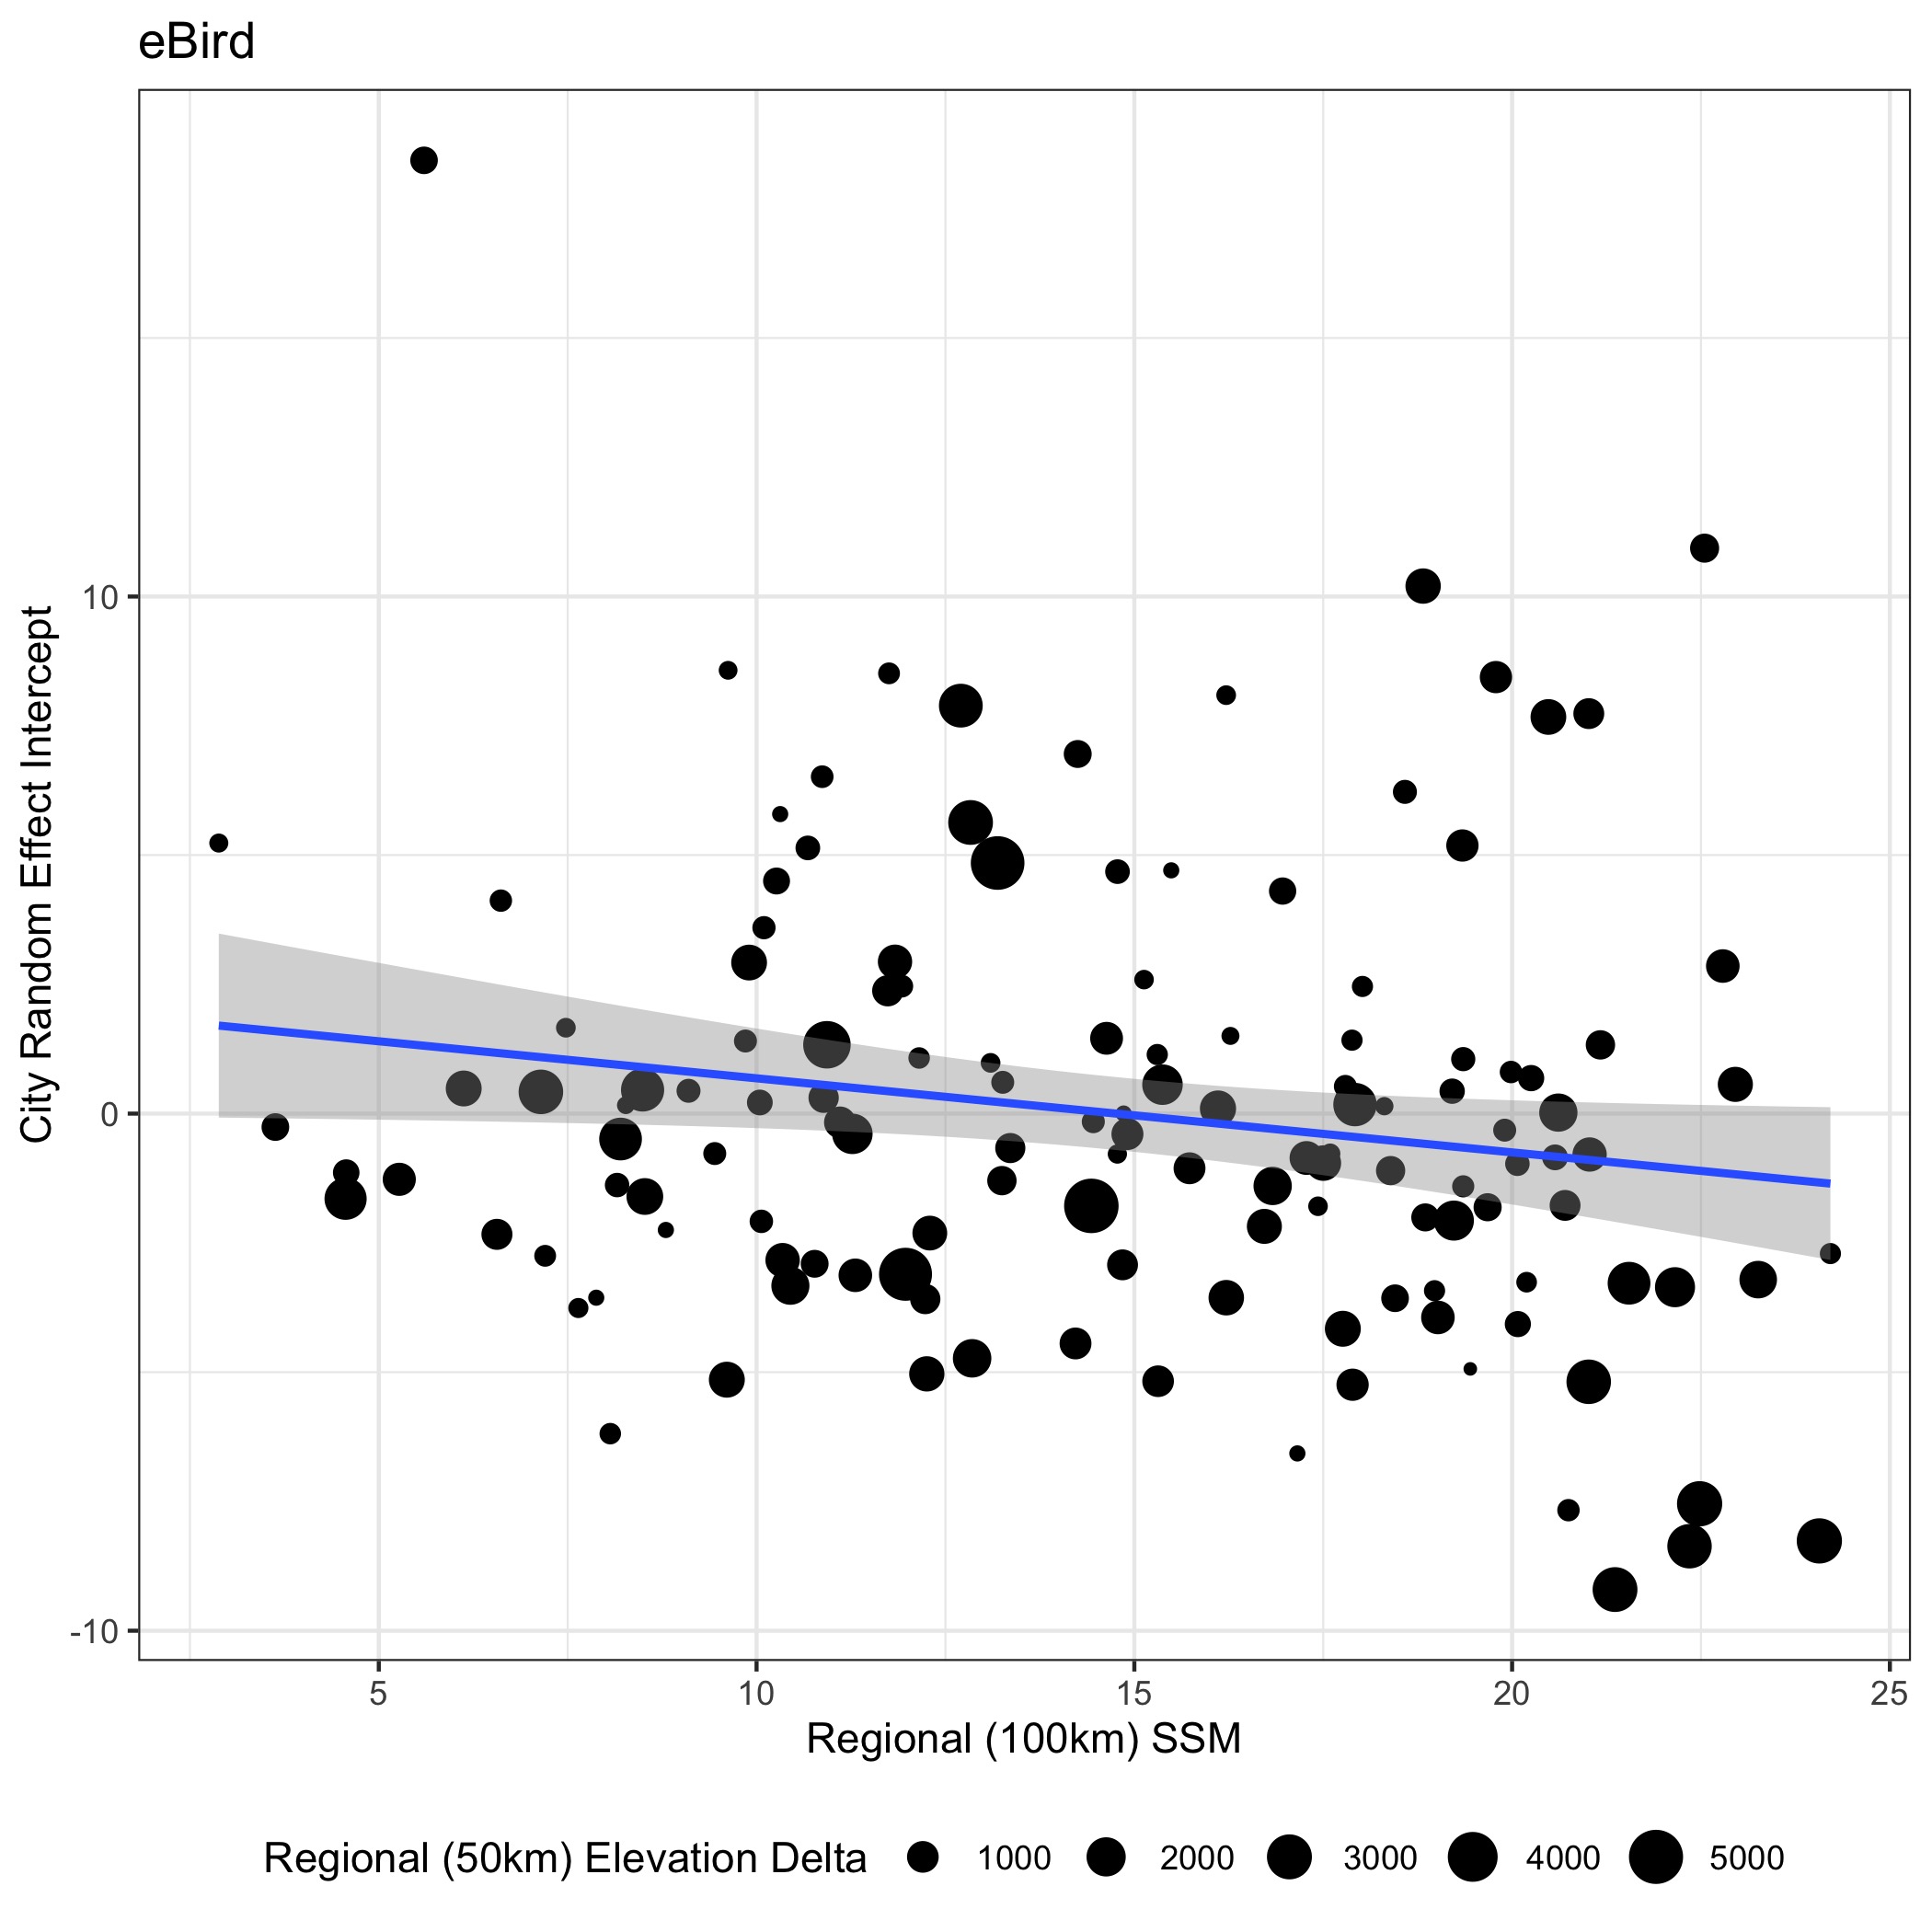 eBird
City Random Effect Intercept
10
0
-10
5 10 15 20 25
Regional (100km) SSM
Regional (50km) Elevation Delta 1000 2000 3000 4000 5000